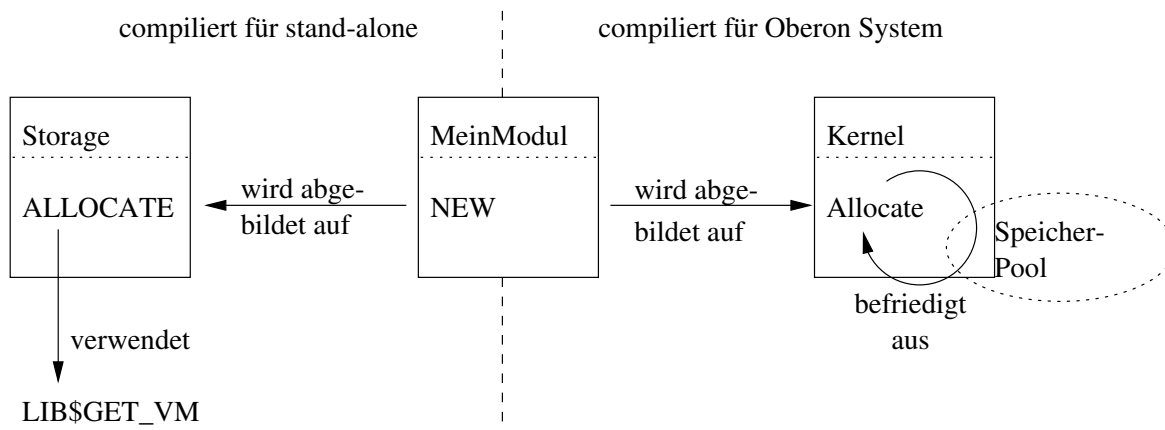 compiliert für stand-alone
compiliert für Oberon System
Storage
MeinModul
Kernel
ALLOCATE
wird abge-
bildet auf
NEW
wird abge-
bildet auf
Allocate
Speicher-
Pool
befriedigt
aus
verwendet
LIB$GET_VM